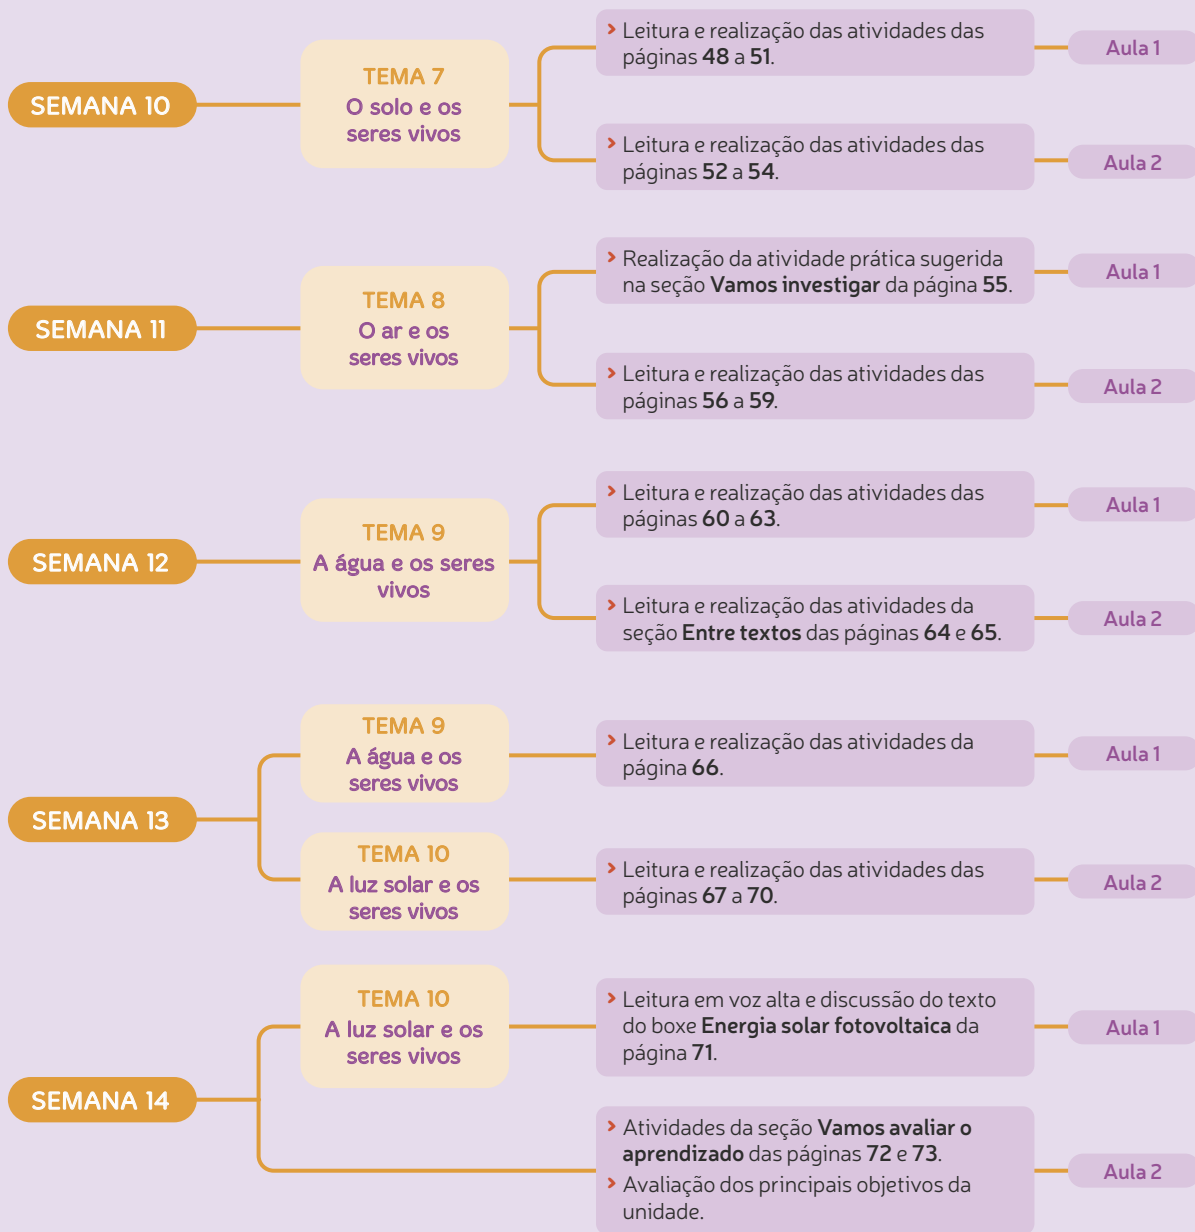 SEMANA 10
TEMA 7
O solo e os
seres vivos
› Leitura e realização das atividades das
páginas 48 a 51.
Aula 1
› Leitura e realização das atividades das
páginas 52 a 54.
Aula 2
SEMANA 11
TEMA 8
O ar e os
seres vivos
› Realização da atividade prática sugerida
na seção Vamos investigar da página 55.
Aula 1
› Leitura e realização das atividades das
páginas 56 a 59.
Aula 2
SEMANA 12
TEMA 9
A água e os seres
vivos
› Leitura e realização das atividades das
páginas 60 a 63.
Aula 1
› Leitura e realização das atividades da
seção Entre textos das páginas 64 e 65.
Aula 2
SEMANA 13
TEMA 9
A água e os
seres vivos
› Leitura e realização das atividades da
página 66.
Aula 1
TEMA 10
A luz solar e os
seres vivos
› Leitura e realização das atividades das
páginas 67 a 70.
Aula 2
SEMANA 14
TEMA 10
A luz solar e os
seres vivos
› Leitura em voz alta e discussão do texto
do boxe Energia solar fotovoltaica da
página 71.
Aula 1
› Atividades da seção Vamos avaliar o
aprendizado das páginas 72 e 73.
› Avaliação dos principais objetivos da
unidade.
Aula 2